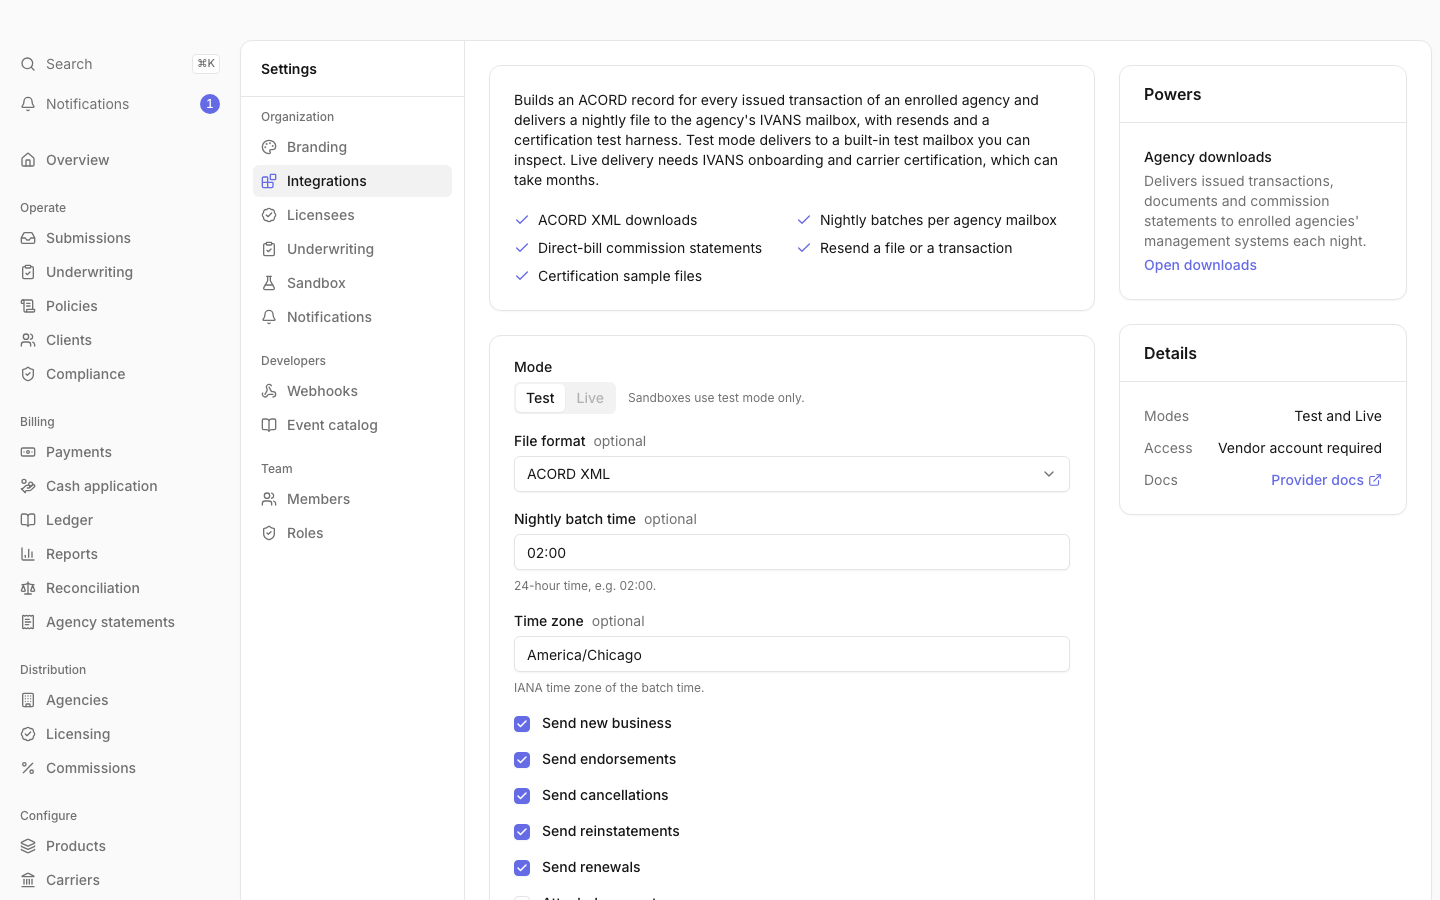 Search
⌘K
Notifications
1
Overview
Operate
Submissions
Underwriting
Policies
Clients
Compliance
Billing
Payments
Cash application
Ledger
Reports
Reconciliation
Agency statements
Distribution
Agencies
Licensing
Commissions
Configure
Products
Carriers
Settings
Organization
Branding
Integrations
Licensees
Underwriting
Sandbox
Notifications
Developers
Webhooks
Event catalog
Team
Members
Roles
Builds an ACORD record for every issued transaction of an enrolled agency and
delivers a nightly file to the agency's IVANS mailbox, with resends and a
certification test harness. Test mode delivers to a built-in test mailbox you can
inspect. Live delivery needs IVANS onboarding and carrier certification, which can
take months.
ACORD XML downloads
Nightly batches per agency mailbox
Direct-bill commission statements
Resend a file or a transaction
Certification sample files
Mode
Test Live Sandboxes use test mode only.
File format optional
ACORD XML
Nightly batch time optional
02:00
24-hour time, e.g. 02:00.
Time zone optional
America/Chicago
IANA time zone of the batch time.
Send new business
Send endorsements
Send cancellations
Send reinstatements
Send renewals
Powers
Agency downloads
Delivers issued transactions,
documents and commission
statements to enrolled agencies'
management systems each night.
Open downloads
Details
Modes Test and Live
Access Vendor account required
Docs Provider docs